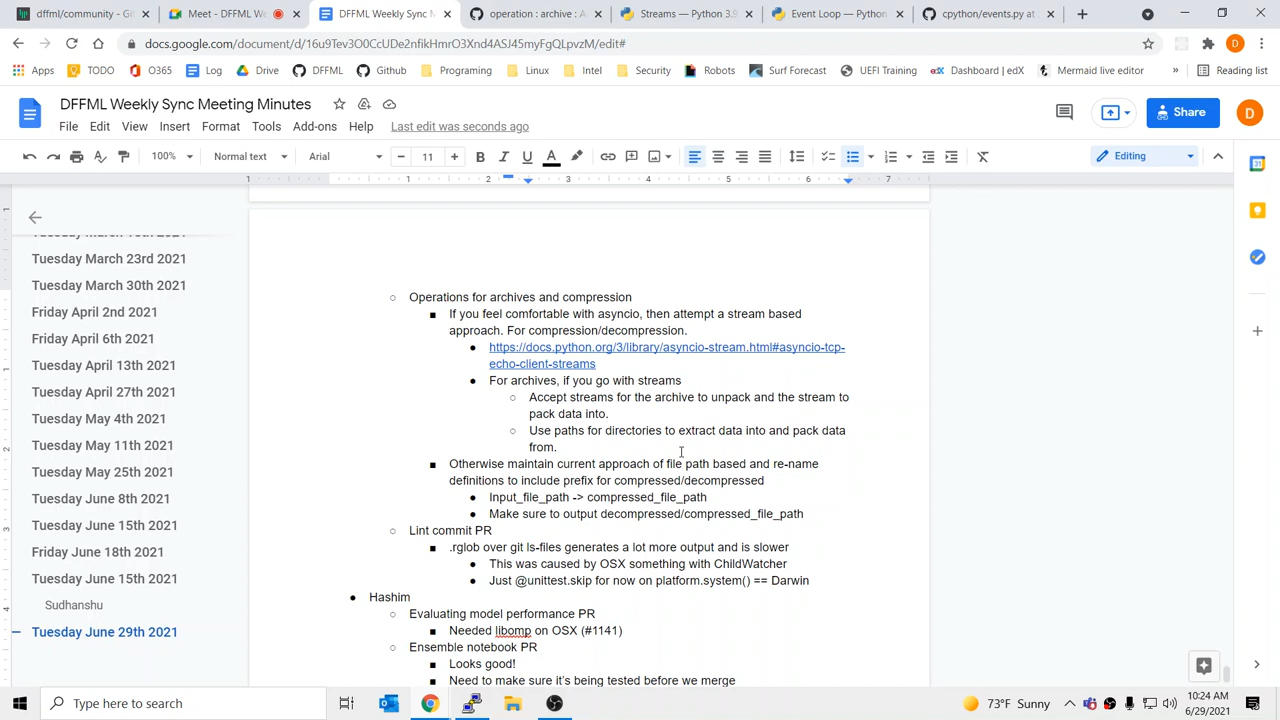 dffml/community - Git
Meet - DFFML We
DFFML Weekly Sync M
operation : archive : A
Streams — Python 3.9
Event Loop — Python
cpython/events.py at
docs.google.com/document/d/16u9Tev3O0CcUDe2nfikHmrO3XnJ4ASJ45myFgQLpvzM/edit#
Apps TODO O365 Log Drive DFFML Github Programing Linux Intel Security Robots Surf Forecast UEFI Training Dashboard | edX Mermaid live editor » Reading list
DFFML Weekly Sync Meeting Minutes
File Edit View Insert Format Tools Add-ons Help Last edit was seconds ago
Share
D
100% Normal text Arial 11 Editing
1 1 2 3 4 5 6 7
Tuesday March 23rd 2021
Tuesday March 30th 2021
Friday April 2nd 2021
Friday April 6th 2021
Tuesday April 13th 2021
Tuesday April 27th 2021
Tuesday May 4th 2021
Tuesday May 11th 2021
Tuesday May 25th 2021
Tuesday June 8th 2021
Tuesday June 15th 2021
Friday June 18th 2021
Tuesday June 15th 2021
Sudhanshu
Tuesday June 29th 2021
Operations for archives and compression
If you feel comfortable with asyncio, then attempt a stream based
approach. For compression/decompression.
https://docs.python.org/3/library/asyncio-stream.html#asyncio-tcp-
echo-client-streams
For archives, if you go with streams
Accept streams for the archive to unpack and the stream to
pack data into.
Use paths for directories to extract data into and pack data
from.
Otherwise maintain current approach of file path based and re-name
definitions to include prefix for compressed/decompressed
Input_file_path -> compressed_file_path
Make sure to output decompressed/compressed_file_path
Lint commit PR
.rglob over git ls-files generates a lot more output and is slower
This was caused by OSX something with ChildWatcher
Just @unittest.skip for now on platform.system() == Darwin
Hashim
Evaluating model performance PR
Needed libomp on OSX (#1141)
Ensemble notebook PR
Looks good!
Need to make sure it's being tested before we merge
Type here to search
73°F Sunny
10:24 AM
6/29/2021